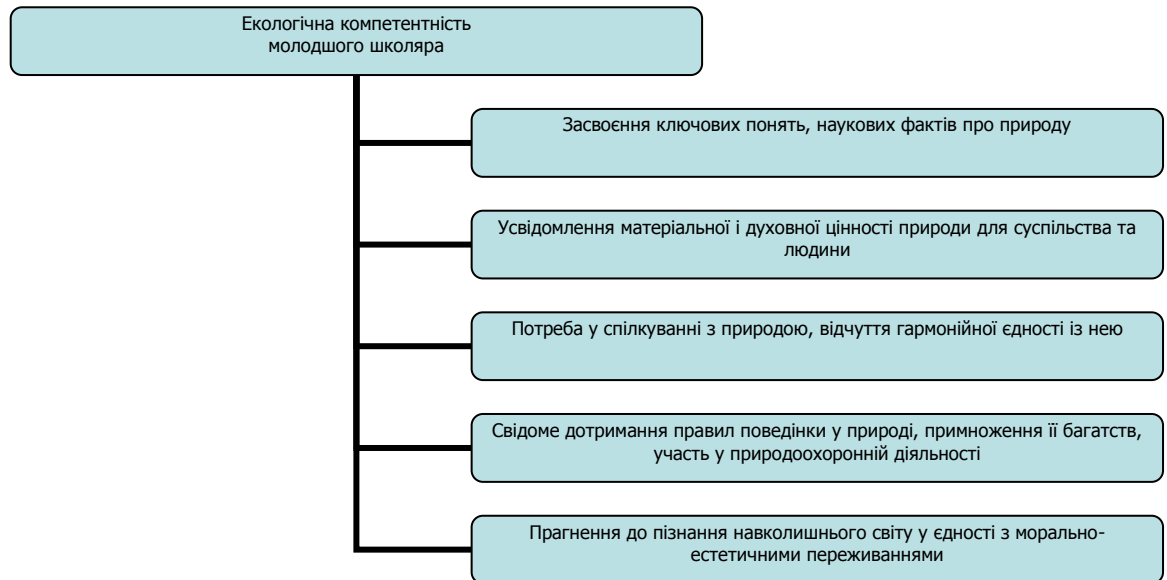 Екологічна компетентність
молодшого школяра
Засвоєння ключових понять, наукових фактів про природу
Усвідомлення матеріальної і духовної цінності природи для суспільства та
людини
Потреба у спілкуванні з природою, відчуття гармонійної єдності із нею
Свідоме дотримання правил поведінки у природі, примноження її багатств,
участь у природоохоронній діяльності
Прагнення до пізнання навколишнього світу у єдності з морально-
естетичними переживаннями